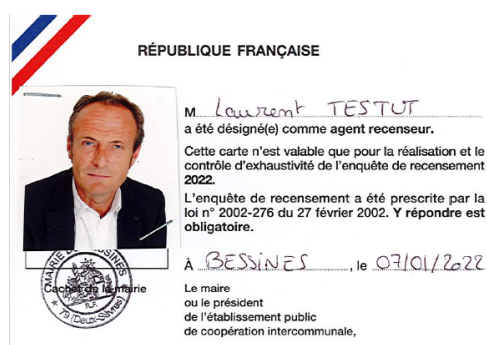 RÉPUBLIQUE FRANÇAISE
M Laurent TESTUT
a été désigné(e) comme agent recenseur.
Cette carte n'est valable que pour la réalisation et le
contrôle d'exhaustivité de l'enquête de recensement
2022.
L'enquête de recensement a été prescrite par la
loi n° 2002-276 du 27 février 2002. Y répondre est
obligatoire.
À BESSINES, le 07/01/2022
MAIRIE DE BESSINES
Cachet de la mairie
R.F.
79 (Deux-Sèvres)
Le maire
ou le président
de l'établissement public
de coopération intercommunale,